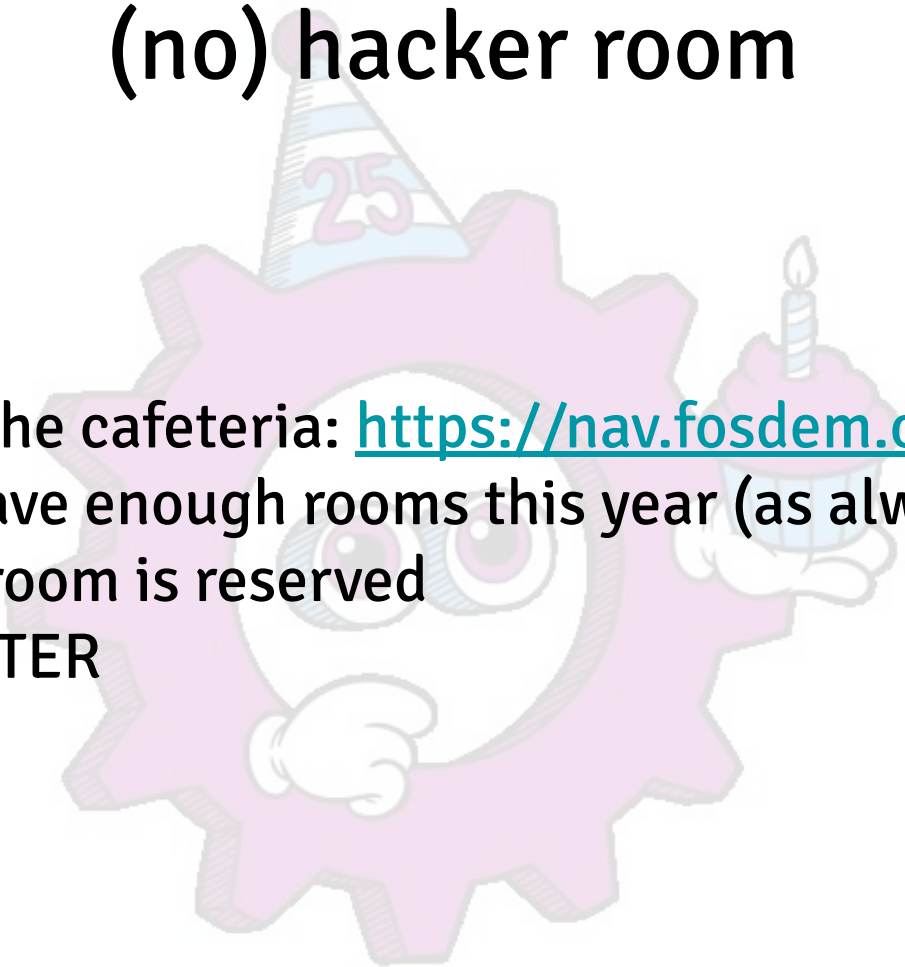 (no) hacker room
25
he cafeteria: https://nav.fosdem.o
ave enough rooms this year (as alw
room is reserved
TER